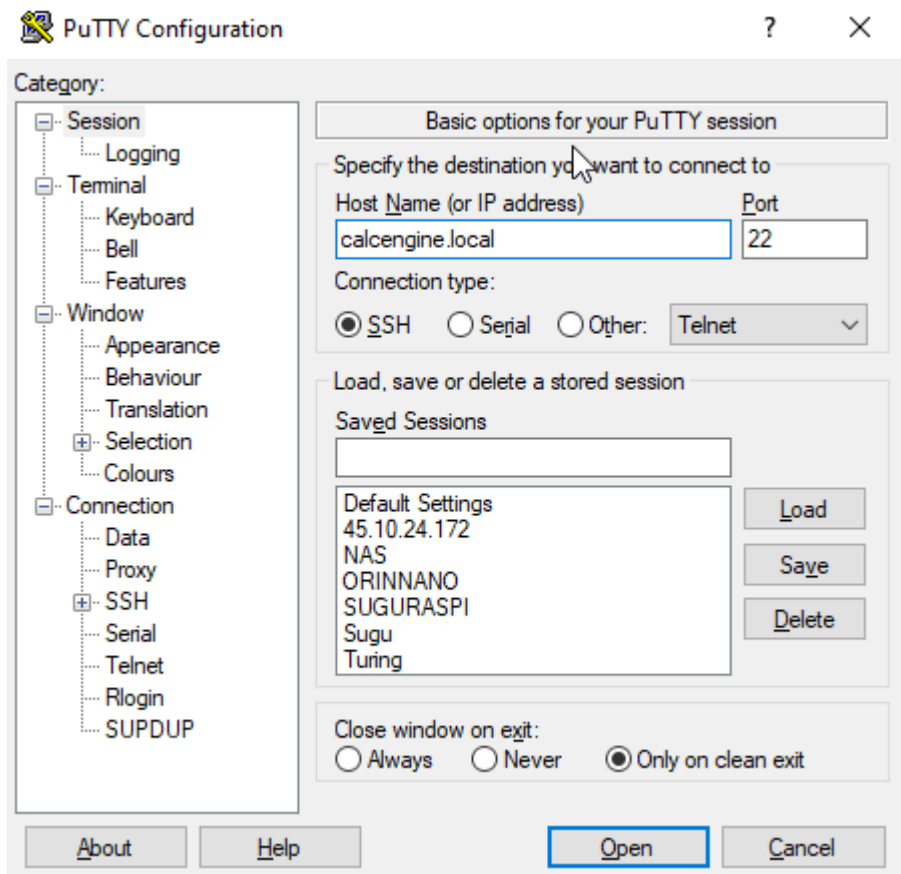 PuTTY Configuration
?
Category:
Session
Logging
Terminal
Keyboard
Bell
Features
Window
Appearance
Behaviour
Translation
Selection
Colours
Connection
Data
Proxy
SSH
Serial
Telnet
Rlogin
SUPDUP
Basic options for your PuTTY session
Specify the destination you want to connect to
Host Name (or IP address) Port
calcengine.local 22
Connection type:
SSH Serial Other: Telnet
Load, save or delete a stored session
Saved Sessions
Default Settings
45.10.24.172
NAS
ORINNANO
SUGURASPI
Sugu
Turing
Load
Save
Delete
Close window on exit:
Always Never Only on clean exit
About Help Open Cancel